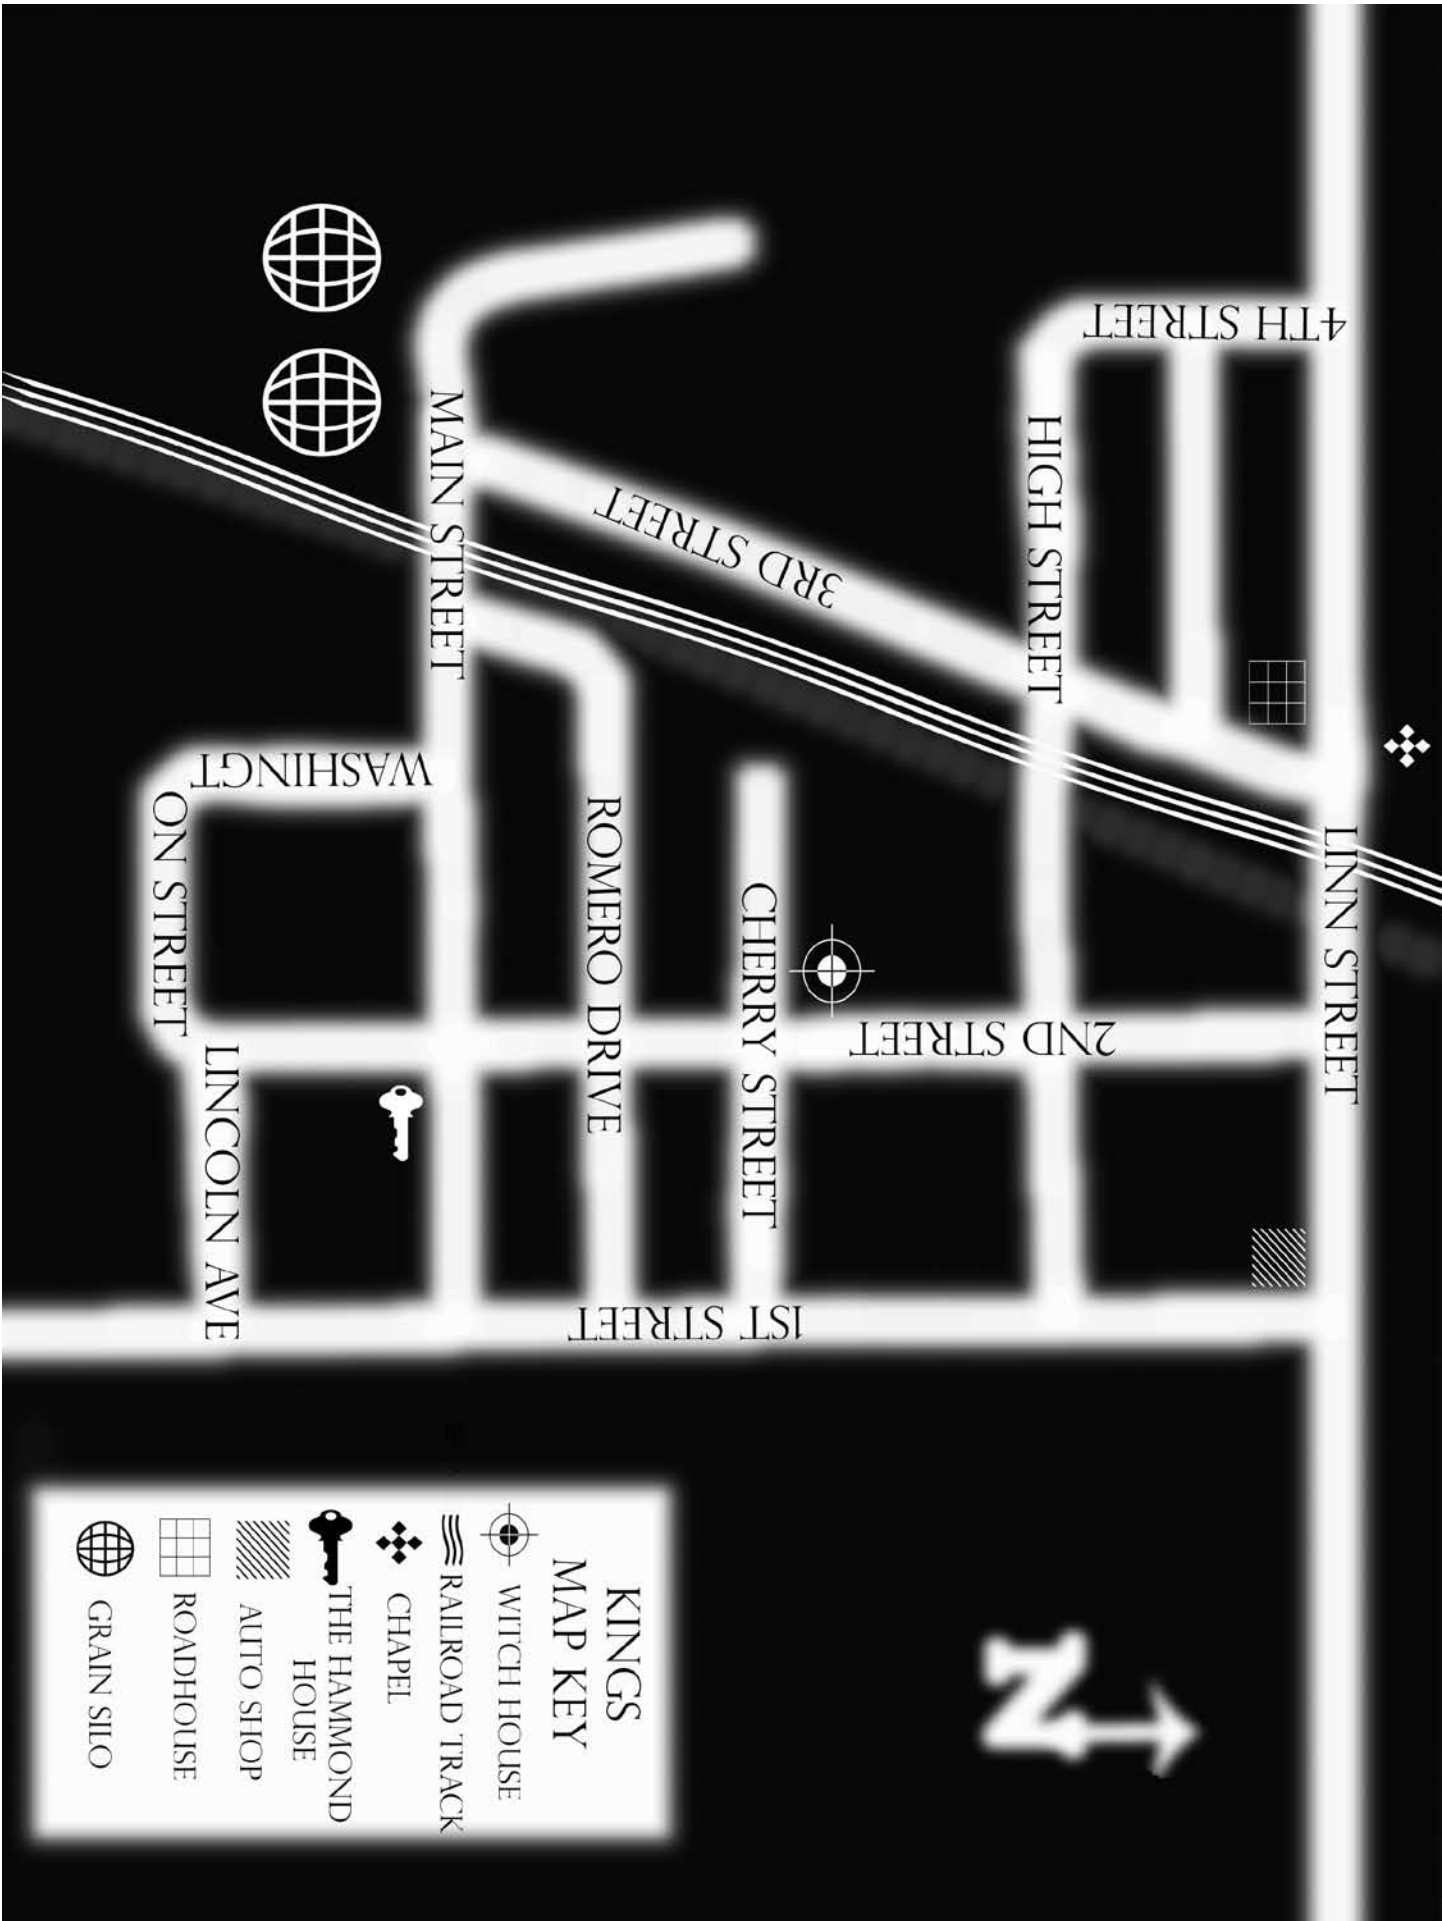 4TH STREET
HIGH STREET
MAIN STREET
3RD STREET
LINN STREET
WASHINGT
ON STREET
ROMERO DRIVE
CHERRY STREET
2ND STREET
LINCOLN AVE
1ST STREET
N
KINGS
MAP KEY
WITCH HOUSE
RAILROAD TRACK
CHAPEL
THE HAMMOND
HOUSE
AUTO SHOP
ROADHOUSE
GRAIN SILO